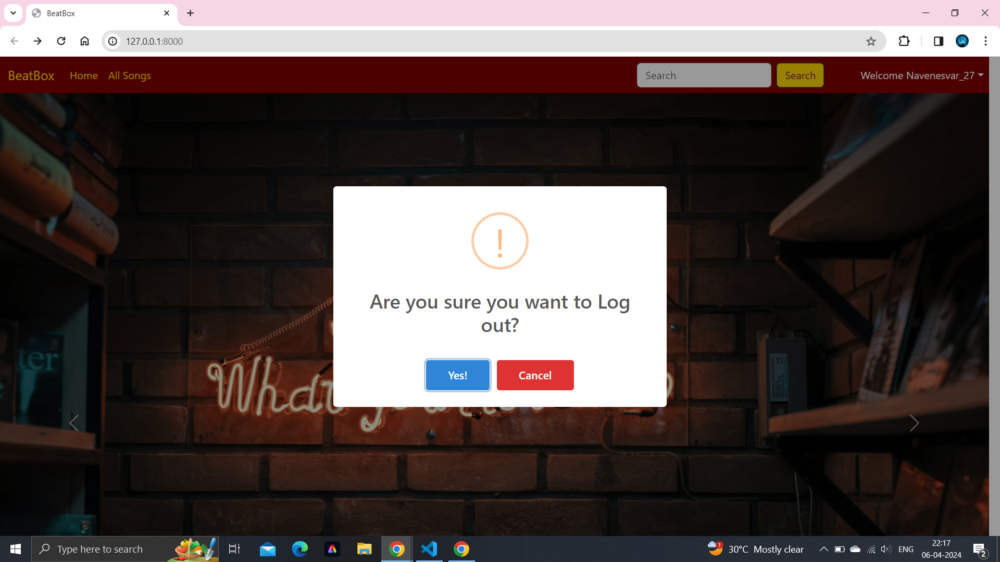 BeatBox
127.0.0.1:8000
BeatBox Home All Songs Search Search Welcome Navenesvar_27
!
Are you sure you want to Log
out?
Yes! Cancel
ter
What you
Type here to search
1 30°C Mostly clear ENG 22:17
06-04-2024 2